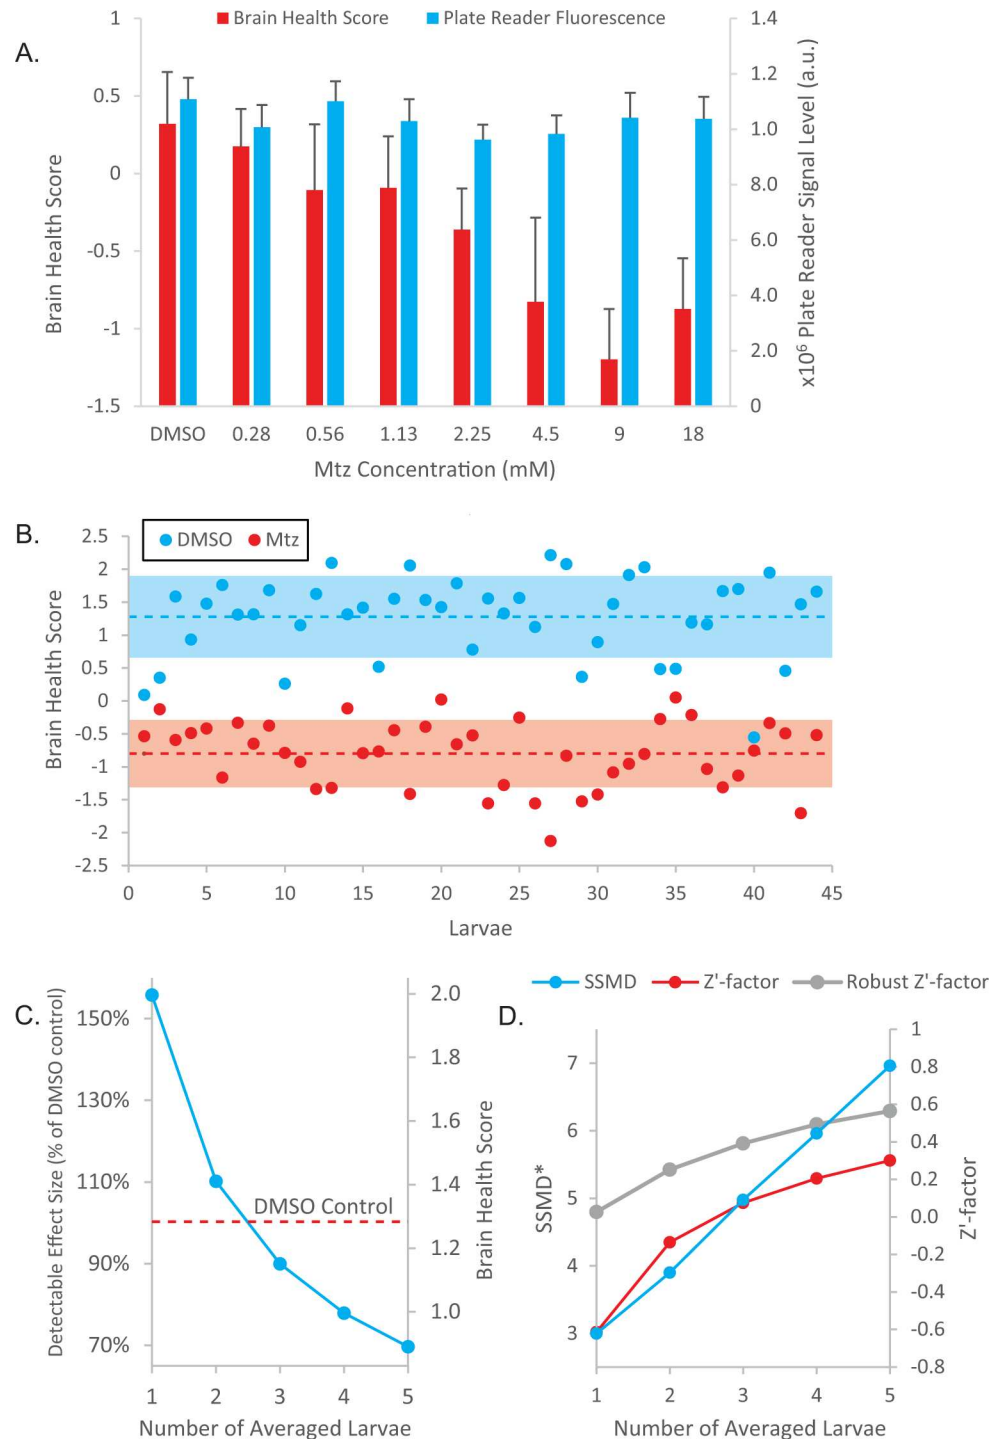 A.
Brain Health Score Plate Reader Fluorescence
1
0.5
0
-0.5
-1
-1.5
Brain Health Score
1.4
1.2
1.0
8.0
6.0
4.0
2.0
0
x10⁶ Plate Reader Signal Level (a.u.)
DMSO 0.28 0.56 1.13 2.25 4.5 9 18
Mtz Concentration (mM)
B.
DMSO Mtz
2.5
2
1.5
1
0.5
0
-0.5
-1
-1.5
-2
-2.5
Brain Health Score
0 5 10 15 20 25 30 35 40 45
Larvae
C.
150%
130%
110%
90%
70%
Detectable Effect Size (% of DMSO control)
DMSO Control
2.0
1.8
1.6
1.4
1.2
1.0
Brain Health Score
1 2 3 4 5
Number of Averaged Larvae
D.
SSMD Z'-factor Robust Z'-factor
7
6
5
4
3
SSMD*
1
0.8
0.6
0.4
0.2
0.0
-0.2
-0.4
-0.6
-0.8
Z'-factor
1 2 3 4 5
Number of Averaged Larvae